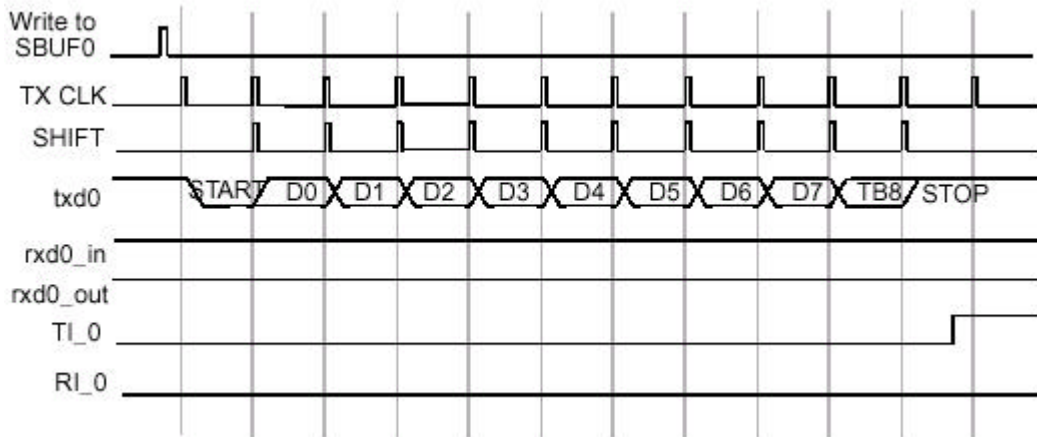 Write to
SBUF0
TX CLK
SHIFT
txd0 START D0 D1 D2 D3 D4 D5 D6 D7 TB8 STOP
rxd0_in
rxd0_out
TI_0
RI_0